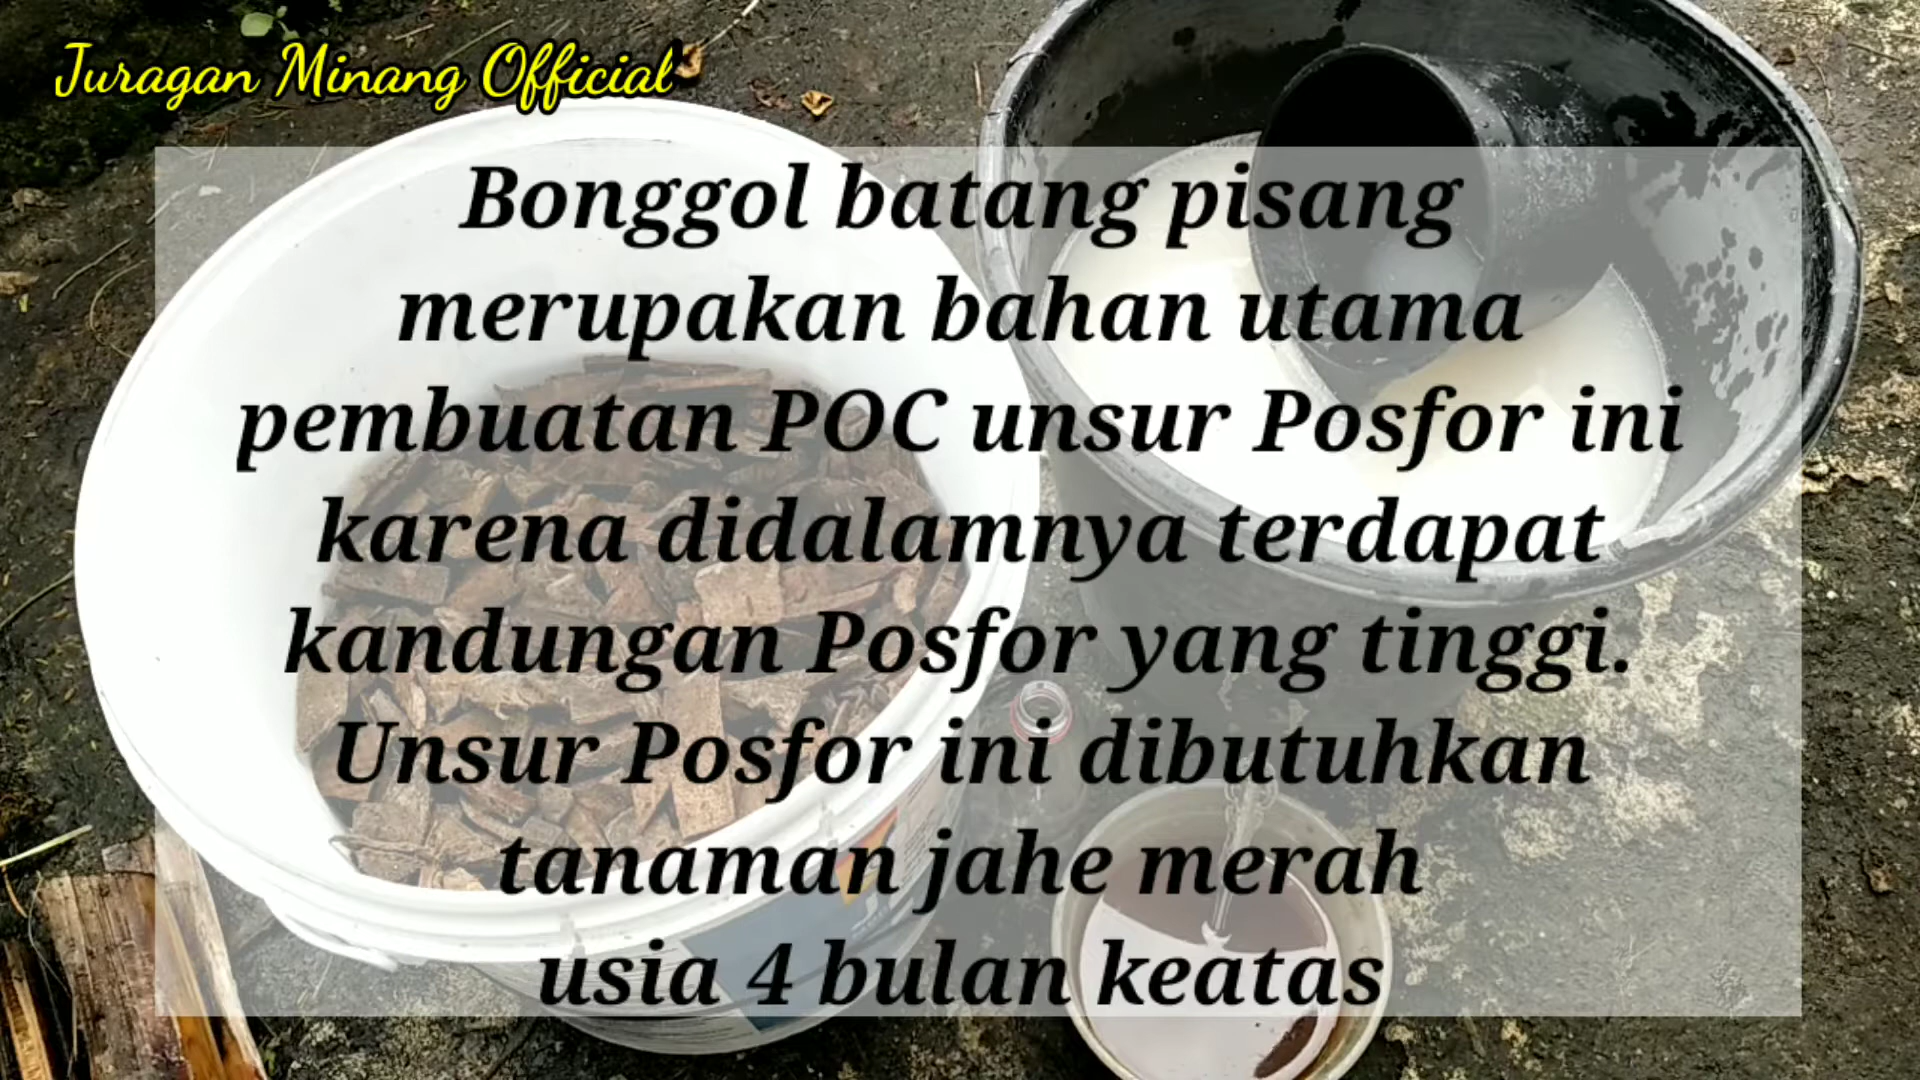 Juragan Minang Official
Bonggol batang pisang
merupakan bahan utama
pembuatan POC unsur Posfor ini
karena didalamnya terdapat
kandungan Posfor yang tinggi.
Unsur Posfor ini dibutuhkan
tanaman jahe merah
usia 4 bulan keatas